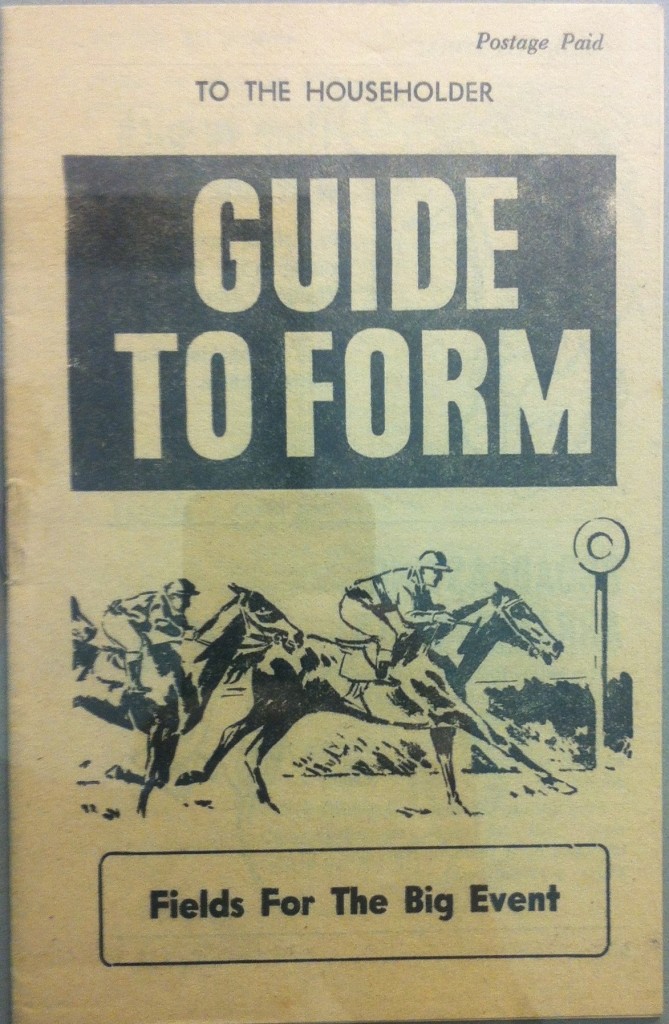 Postage Paid
TO THE HOUSEHOLDER
GUIDE
TO FORM
Fields For The Big Event